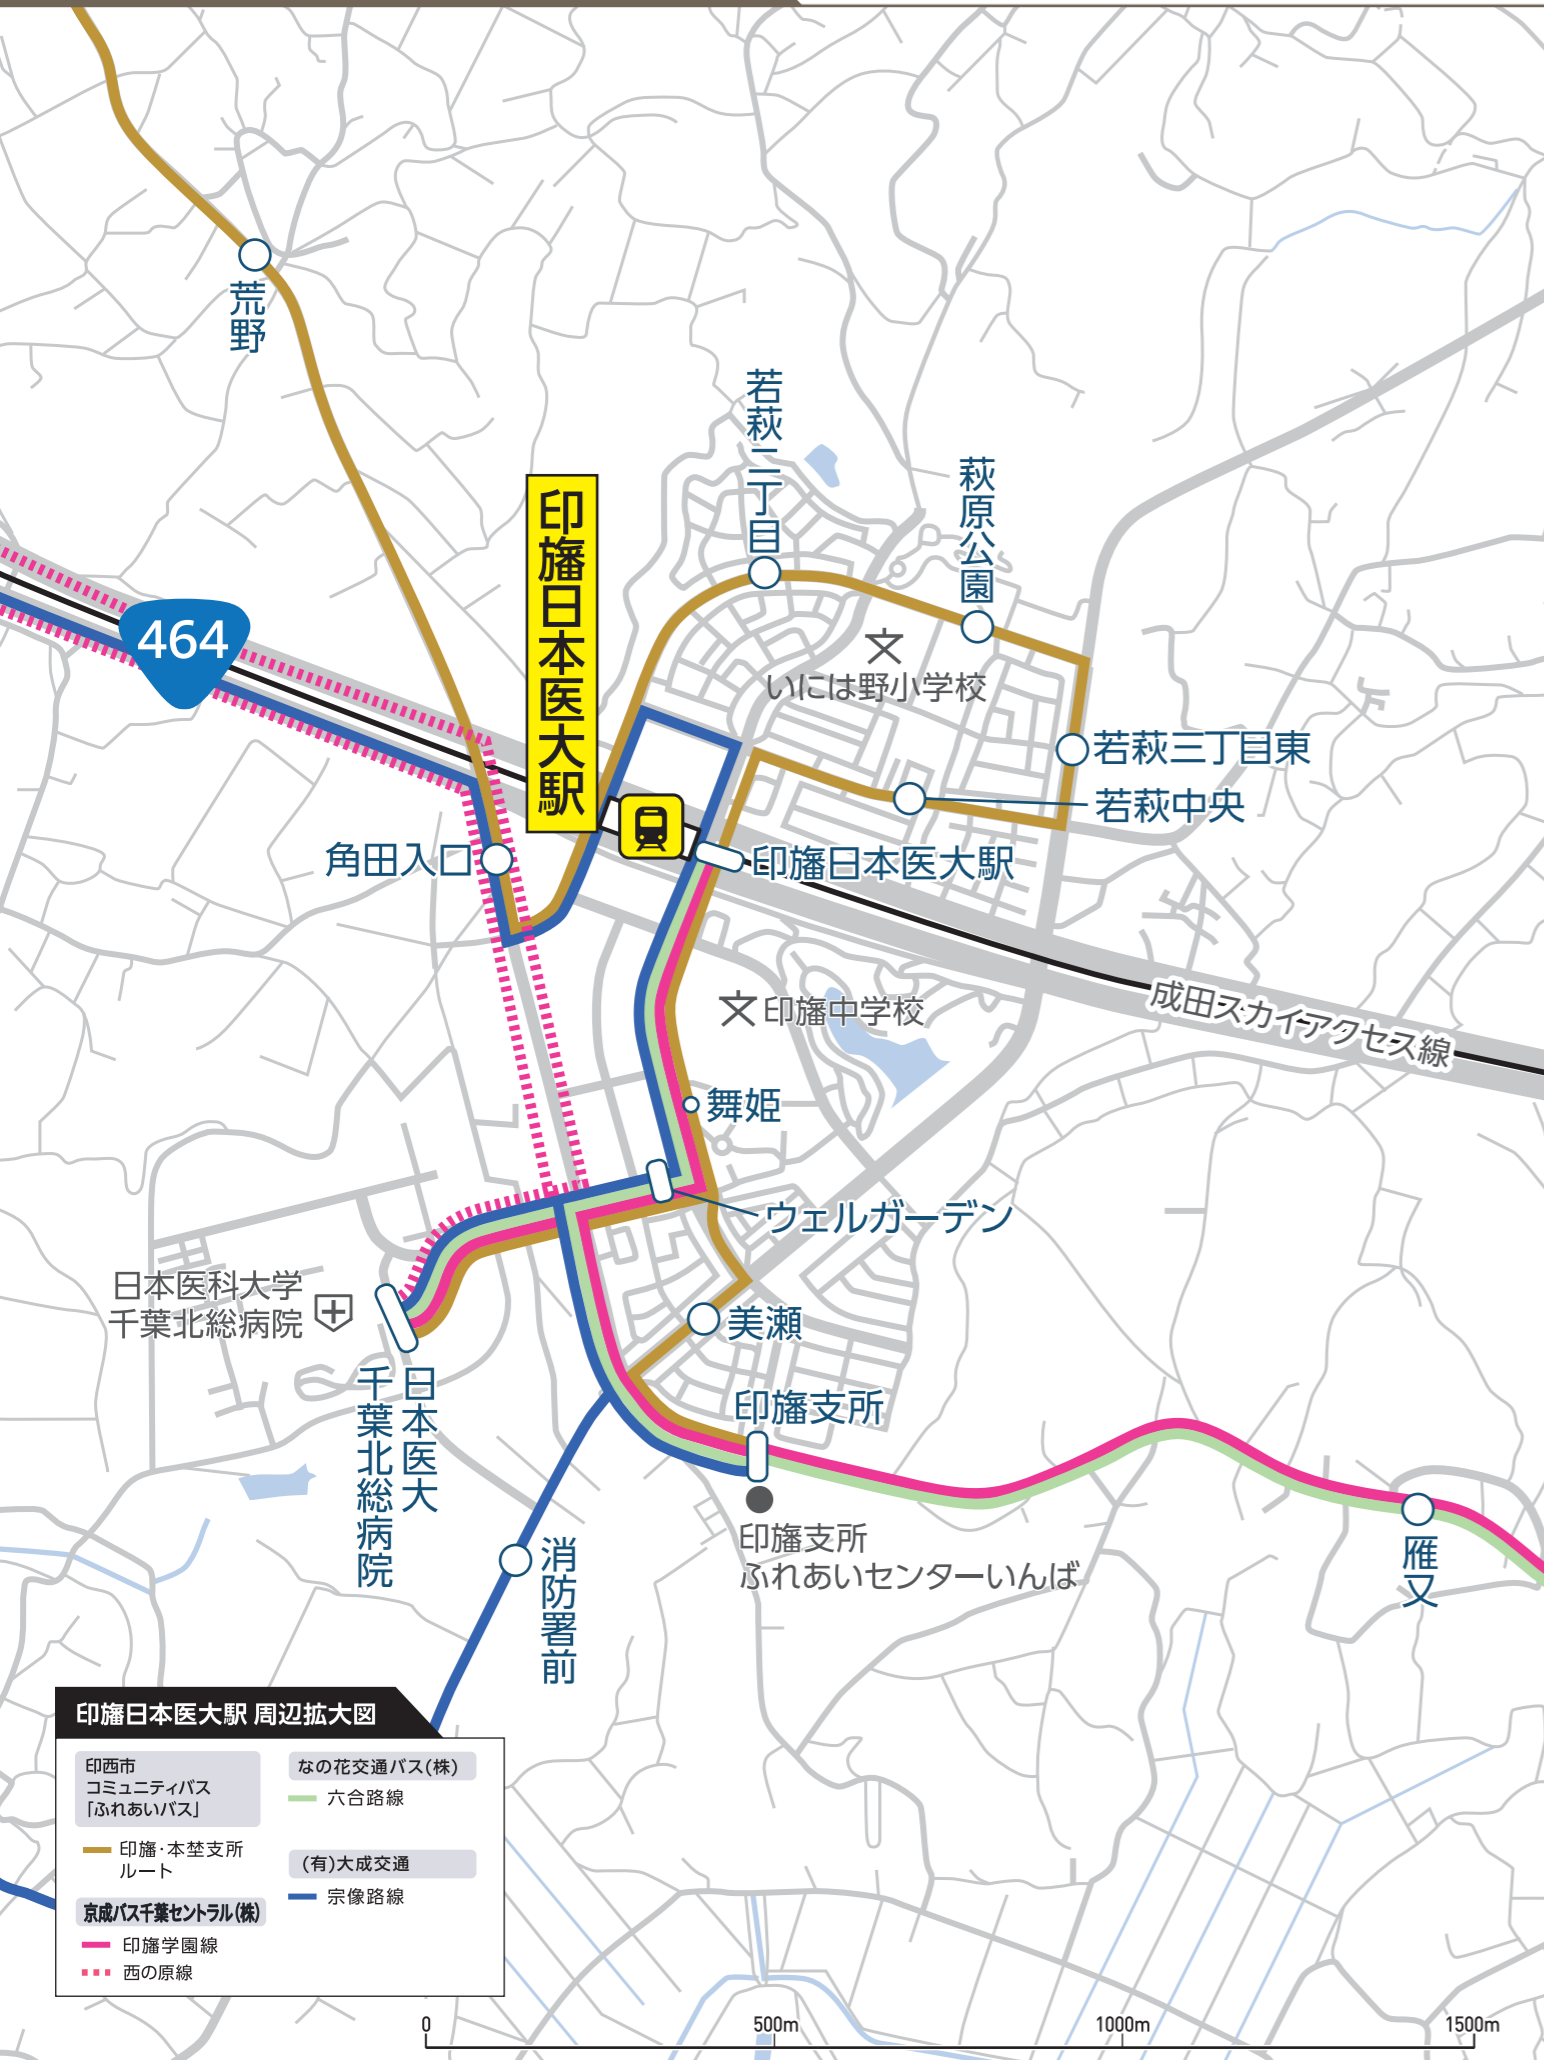 荒野
若萩二丁目
萩原公園
印旛日本医大駅
464
いには野小学校
若萩三丁目東
若萩中央
角田入口
印旛日本医大駅
成田スカイアクセス線
印旛中学校
舞姫
ウェルガーデン
日本医科大学
千葉北総病院
美瀬
日本医大
千葉北総病院
印旛支所
印旛支所
ふれあいセンターいんば
雁又
消防署前
印旛日本医大駅 周辺拡大図
印西市
コミュニティバス
「ふれあいバス」
印旛・本埜支所
ルート
京成バス千葉セントラル(株)
印旛学園線
西の原線
なの花交通バス(株)
六合路線
(有)大成交通
宗像路線
0 500m 1000m 1500m